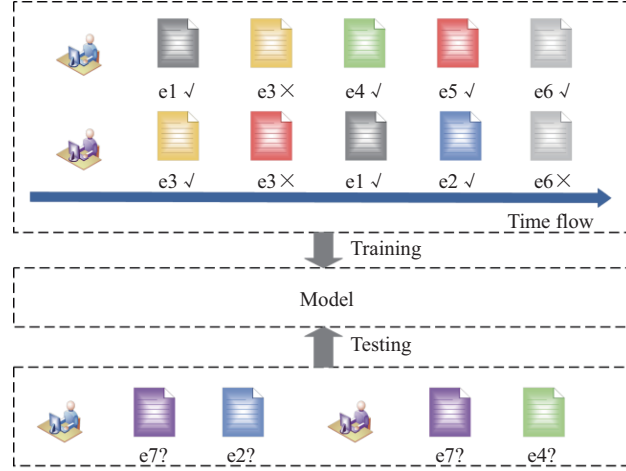 e1 √ e3 × e4 √ e5 √ e6 √
e3 √ e3 × e1 √ e2 √ e6 ×
Time flow
Training
Model
Testing
e7? e2? e7? e4?